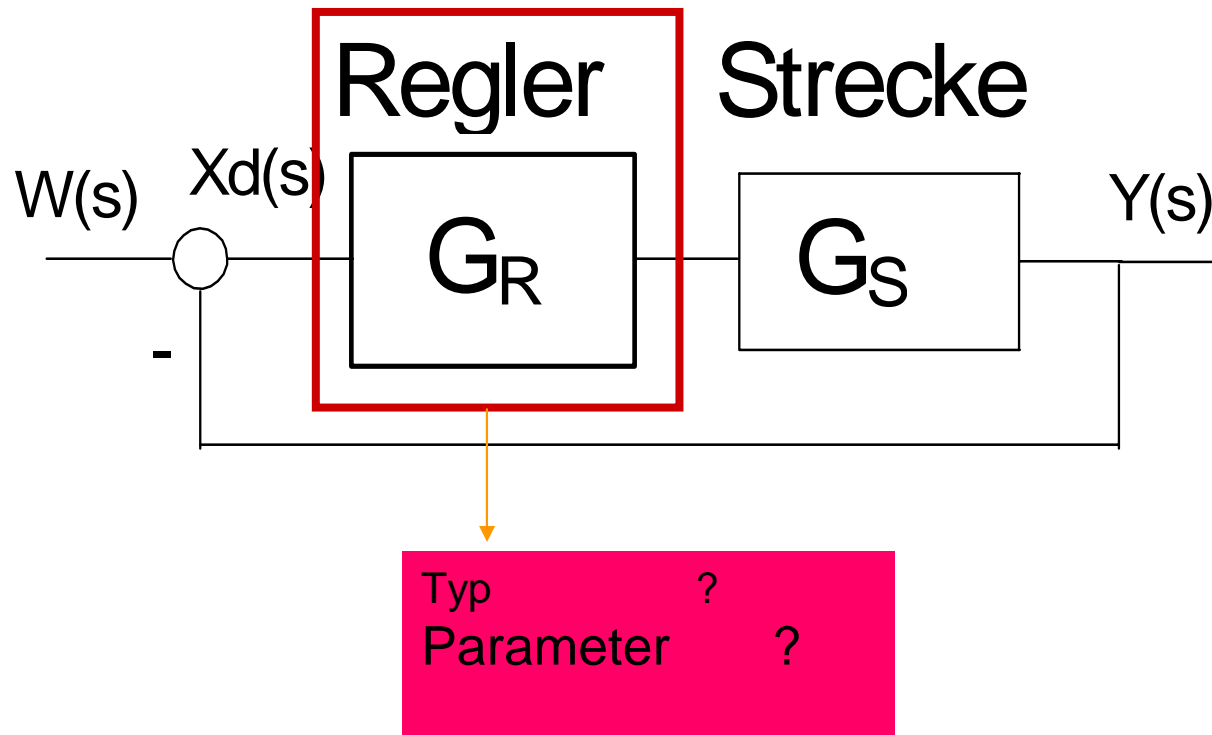 Regler Strecke
W(s) Xd(s) Y(s)
G_R G_S
-
Typ ?
Parameter ?